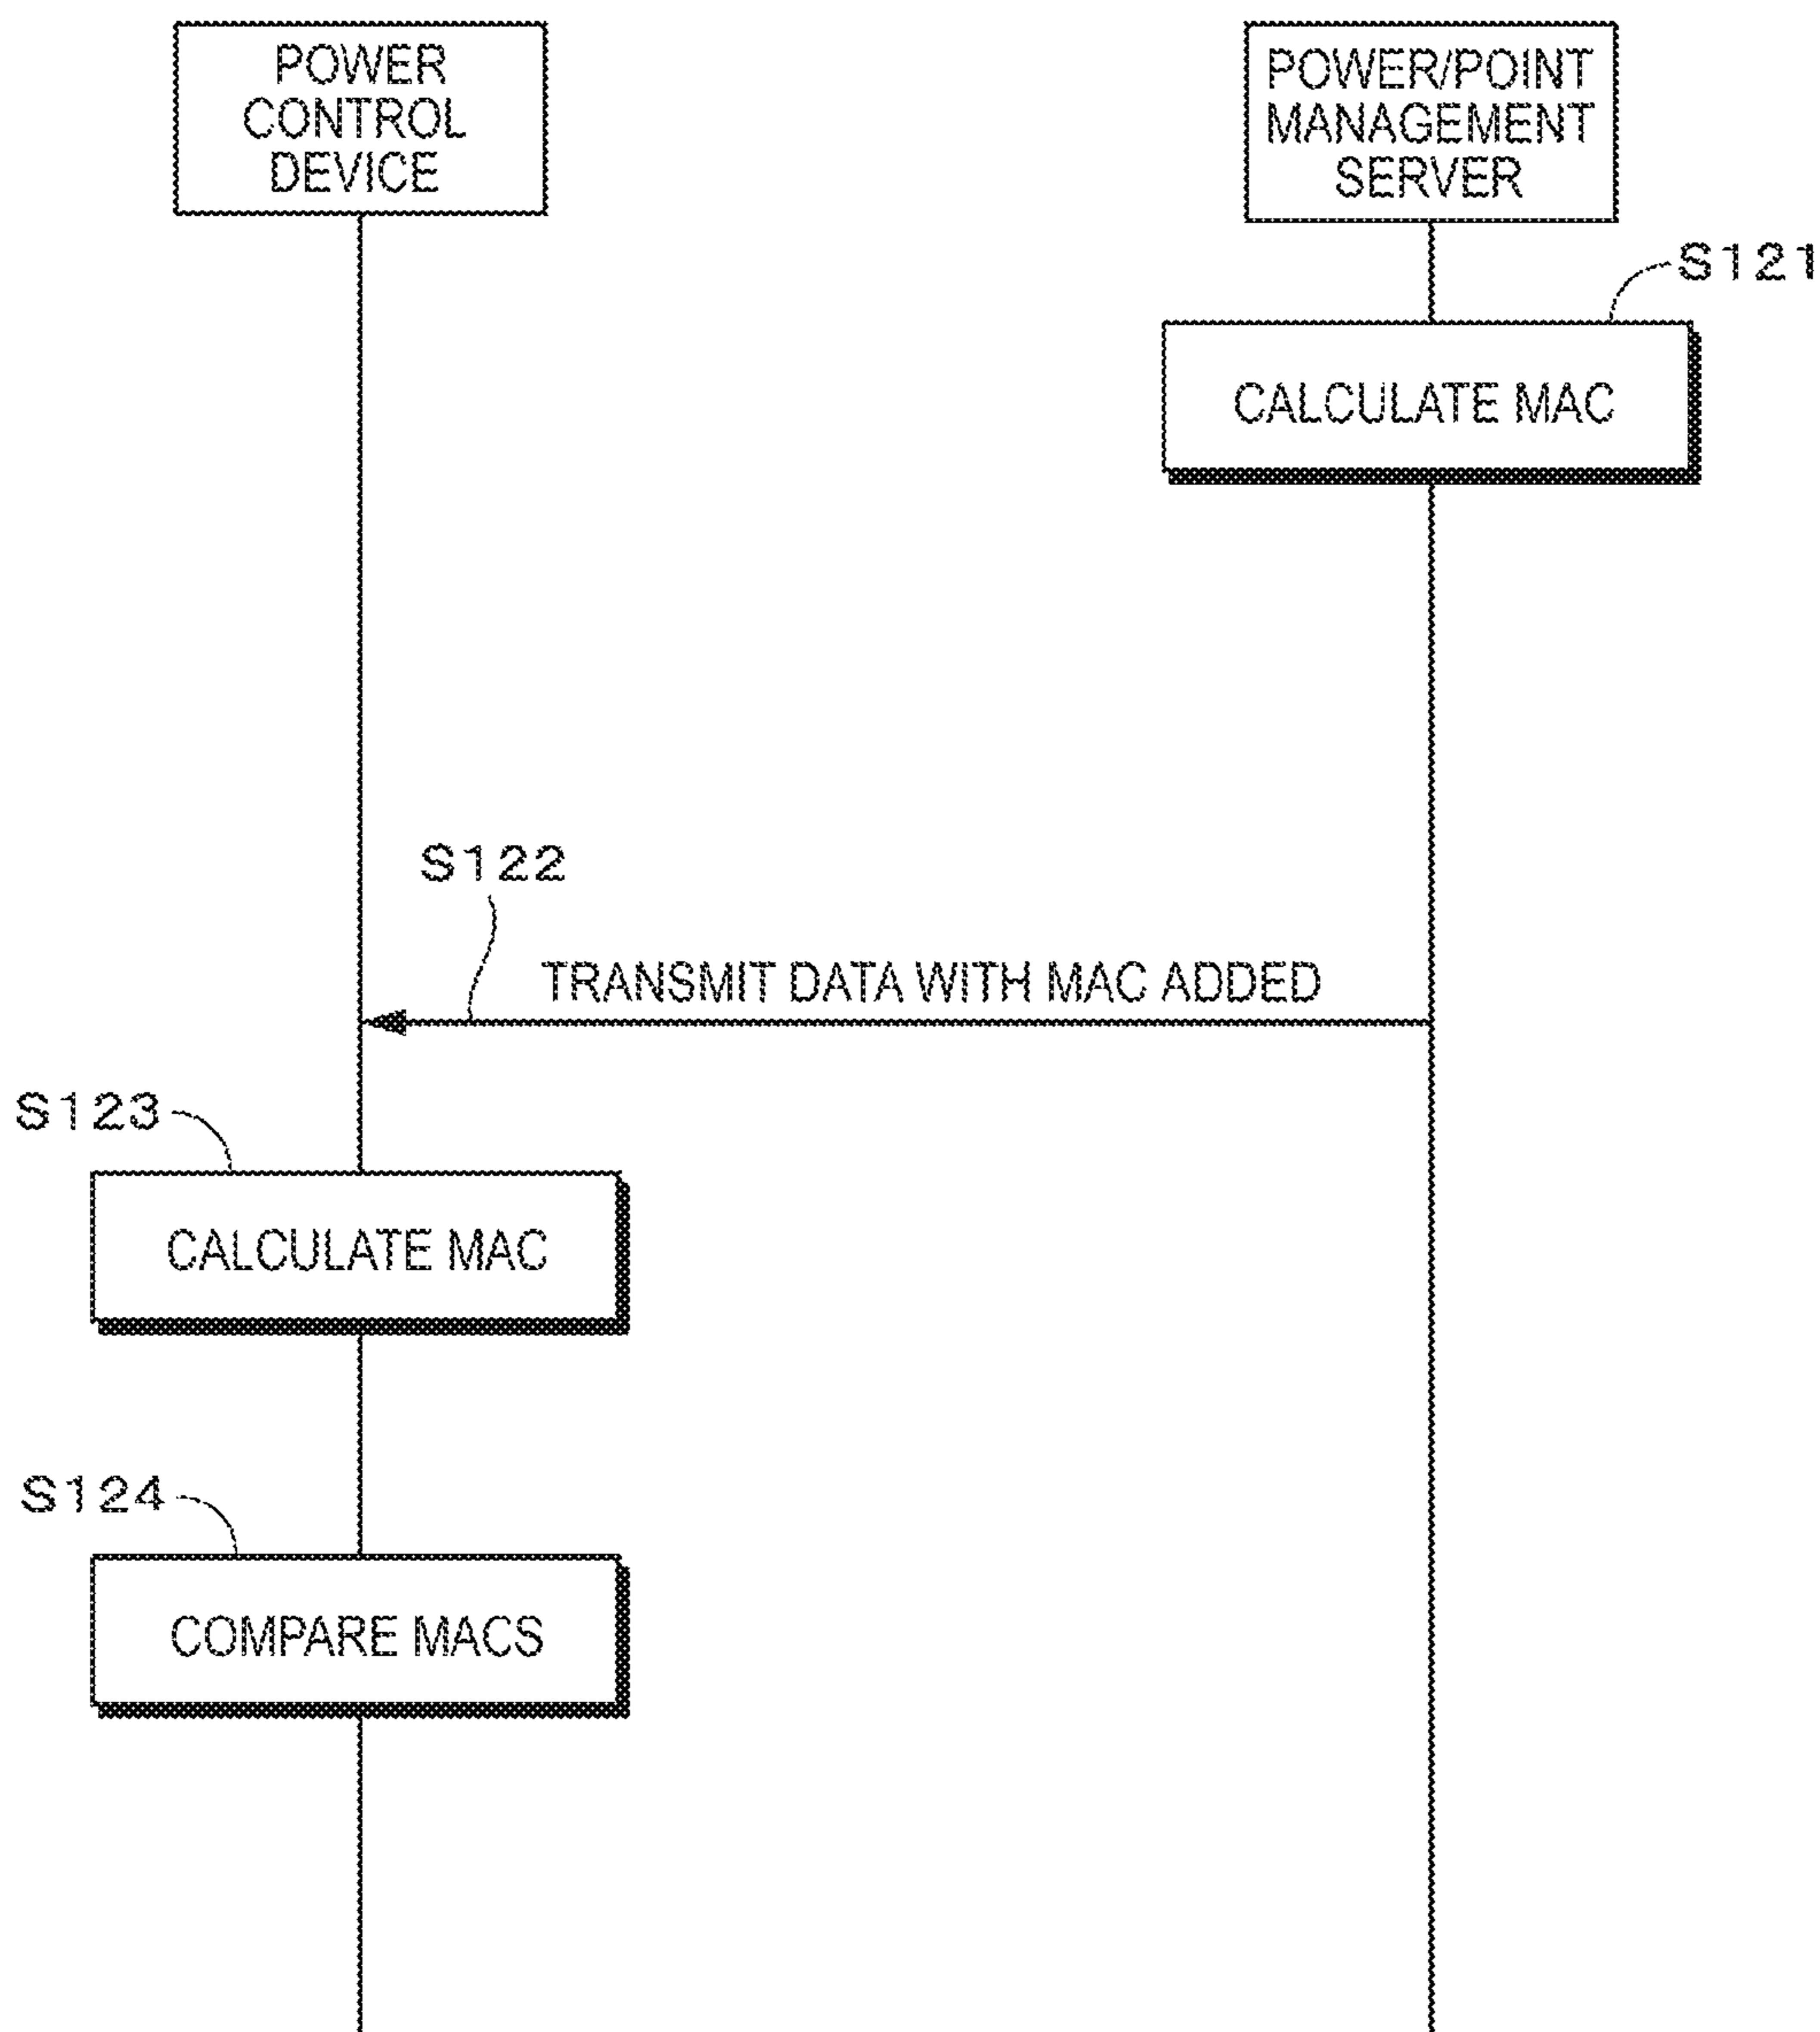 POWER
CONTROL
DEVICE
POWER/POINT
MANAGEMENT
SERVER
S121
CALCULATE MAC
S122
TRANSMIT DATA WITH MAC ADDED
S123
CALCULATE MAC
S124
COMPARE MACS